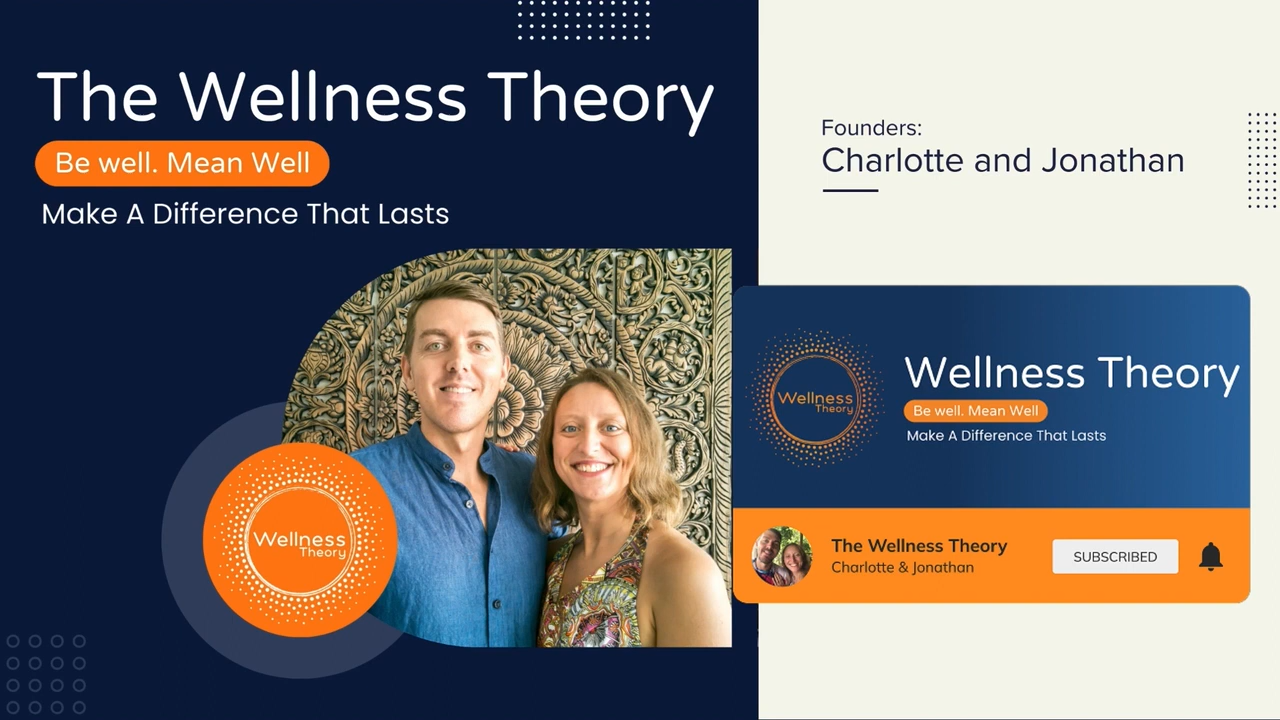 The Wellness Theory
Be well. Mean Well
Make A Difference That Lasts
Wellness
Theory
Founders:
Charlotte and Jonathan
Wellness
Theory
Wellness Theory
Be well. Mean Well
Make A Difference That Lasts
The Wellness Theory
Charlotte & Jonathan
SUBSCRIBED